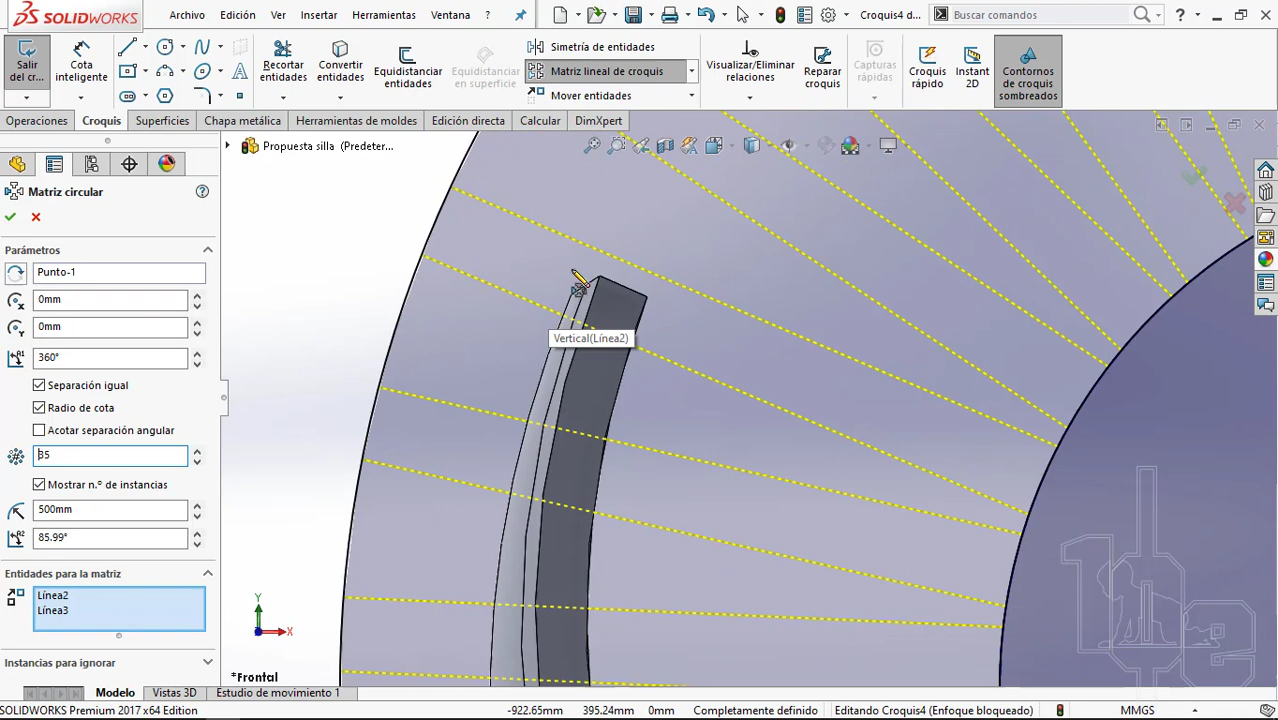 SOLIDWORKS
Archivo Edición Ver Insertar Herramientas Ventana
Croquis4 d...
Buscar comandos
Salir del cr...
Cota inteligente
Recortar entidades
Convertir entidades
Equidistanciar entidades
Equidistanciar en superficie
Simetría de entidades
Matriz lineal de croquis
Mover entidades
Visualizar/Eliminar relaciones
Reparar croquis
Capturas rápidas
Croquis rápido
Instant 2D
Contornos de croquis sombreados
Operaciones Croquis Superficies Chapa metálica Herramientas de moldes Edición directa Calcular DimXpert
Propuesta silla (Predeter...
Matriz circular
Parámetros
Punto-1
0mm
0mm
360°
Separación igual
Radio de cota
Acotar separación angular
35
Mostrar n.º de instancias
500mm
85.99°
Entidades para la matriz
Línea2
Línea3
Instancias para ignorar
Vertical(Línea2)
Y
X
*Frontal
Modelo Vistas 3D Estudio de movimiento 1
SOLIDWORKS Premium 2017 x64 Edition
-922.65mm 395.24mm 0mm Completamente definido Editando Croquis4 (Enfoque bloqueado) MMGS